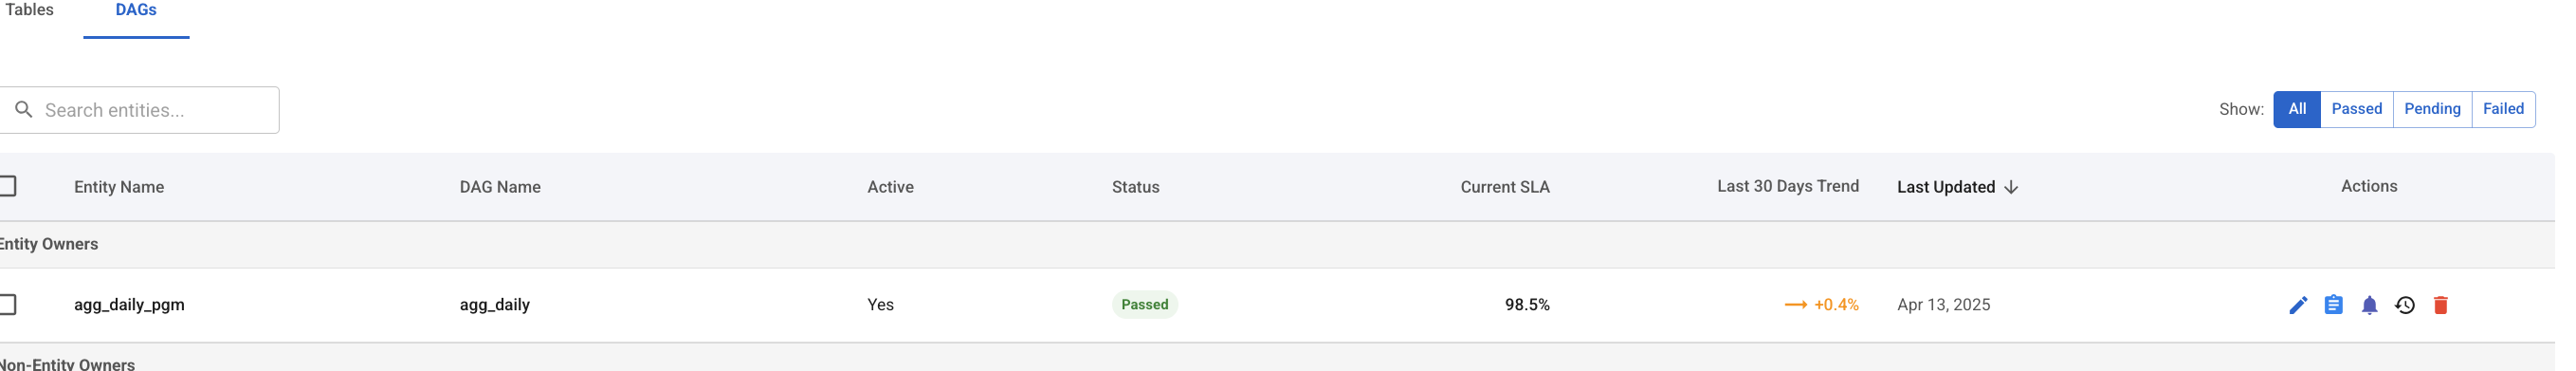 Tables DAGs
Search entities...
Show: All Passed Pending Failed
Entity Name DAG Name Active Status Current SLA Last 30 Days Trend Last Updated Actions
Entity Owners
agg_daily_pgm agg_daily Yes Passed 98.5% +0.4% Apr 13, 2025
Non-Entity Owners